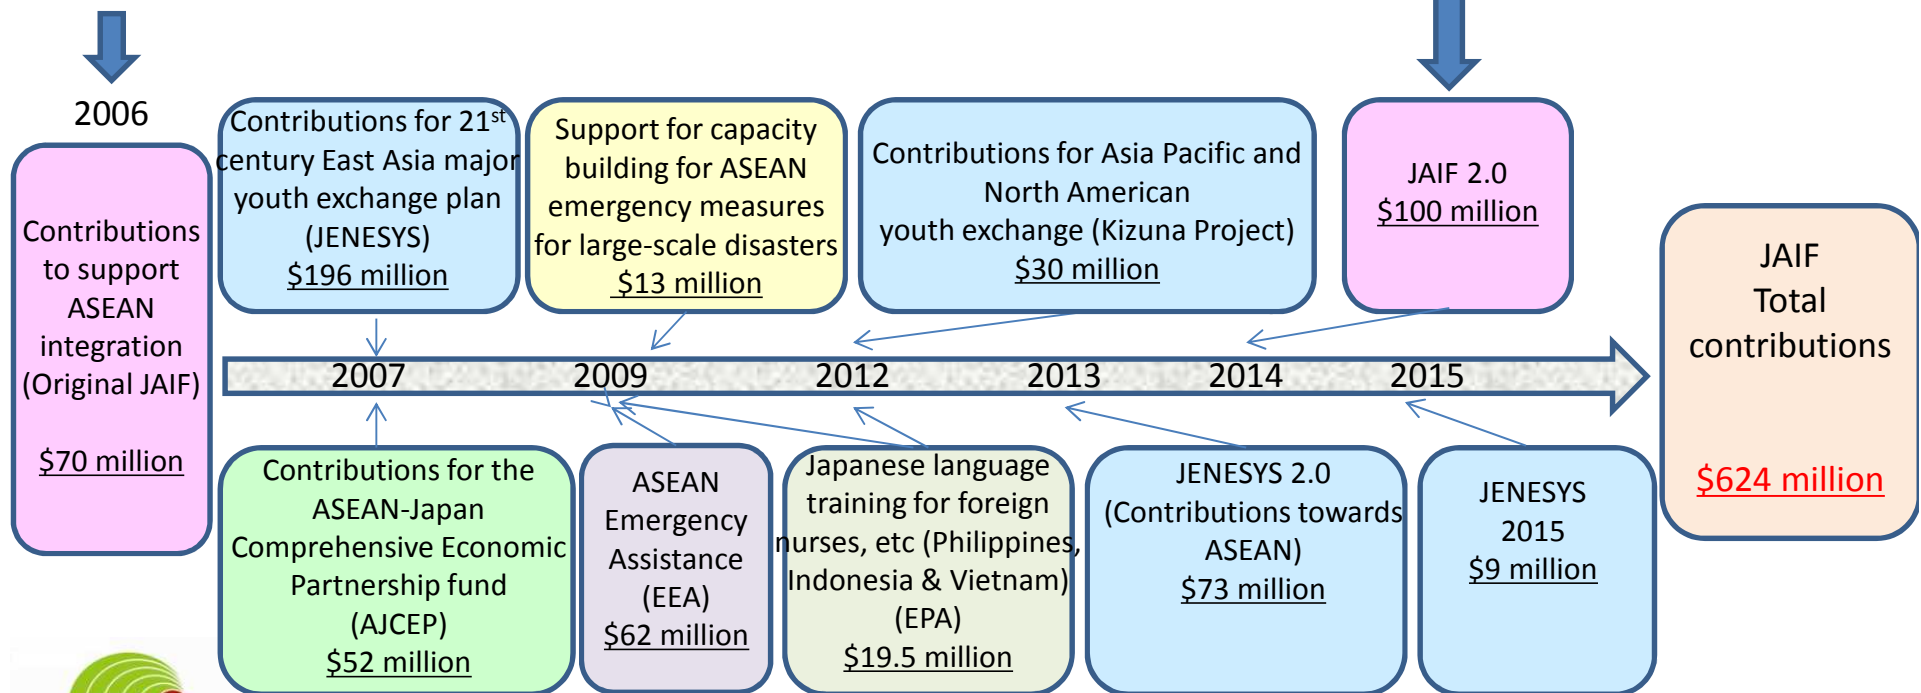 2006
Contributions
to support
ASEAN
integration
(Original JAIF)
$70 million
Contributions for 21st
century East Asia major
youth exchange plan
(JENESYS)
$196 million
Support for capacity
building for ASEAN
emergency measures
for large-scale disasters
$13 million
Contributions for Asia Pacific and
North American
youth exchange (Kizuna Project)
$30 million
JAIF 2.0
$100 million
JAIF
Total
contributions
$624 million
2007 2009 2012 2013 2014 2015
Contributions for the
ASEAN-Japan
Comprehensive Economic
Partnership fund
(AJCEP)
$52 million
ASEAN
Emergency
Assistance
(EEA)
$62 million
Japanese language
training for foreign
nurses, etc (Philippines,
Indonesia & Vietnam)
(EPA)
$19.5 million
JENESYS 2.0
(Contributions towards
ASEAN)
$73 million
JENESYS
2015
$9 million